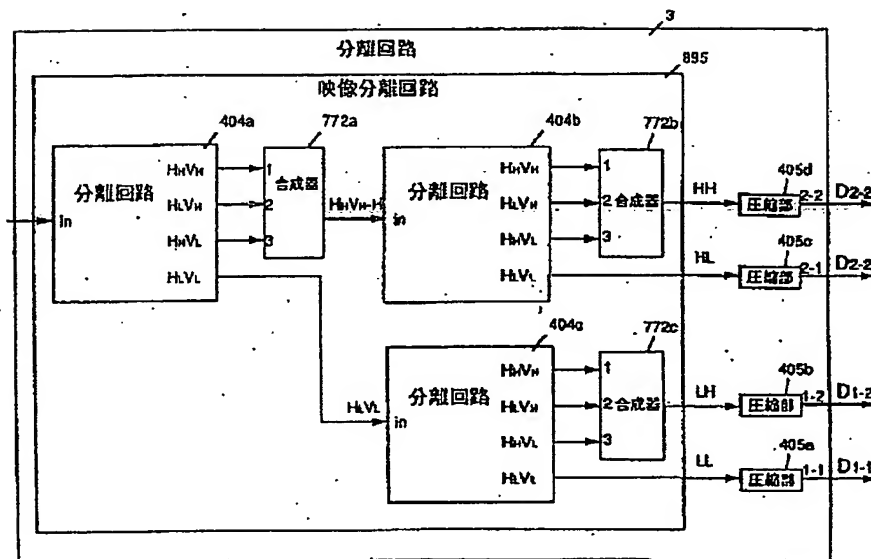 3
分離回路
895
映像分離回路
404a
772a
404b
772b
分離回路
HHVH
HLVH
HHVL
HLVL
in
1
2
3
合成器
HHVH-H
in
分離回路
HHVH
HLVH
HHVL
HLVL
1
2
3
合成器
HH
405d
圧縮部
2-2
D2-2
HL
405c
圧縮部
2-1
D2-2
HLVL
404c
in
分離回路
HHVH
HLVH
HHVL
HLVL
772c
1
2
3
合成器
LH
405b
圧縮部
1-2
D1-2
LL
405a
圧縮部
1-1
D1-1